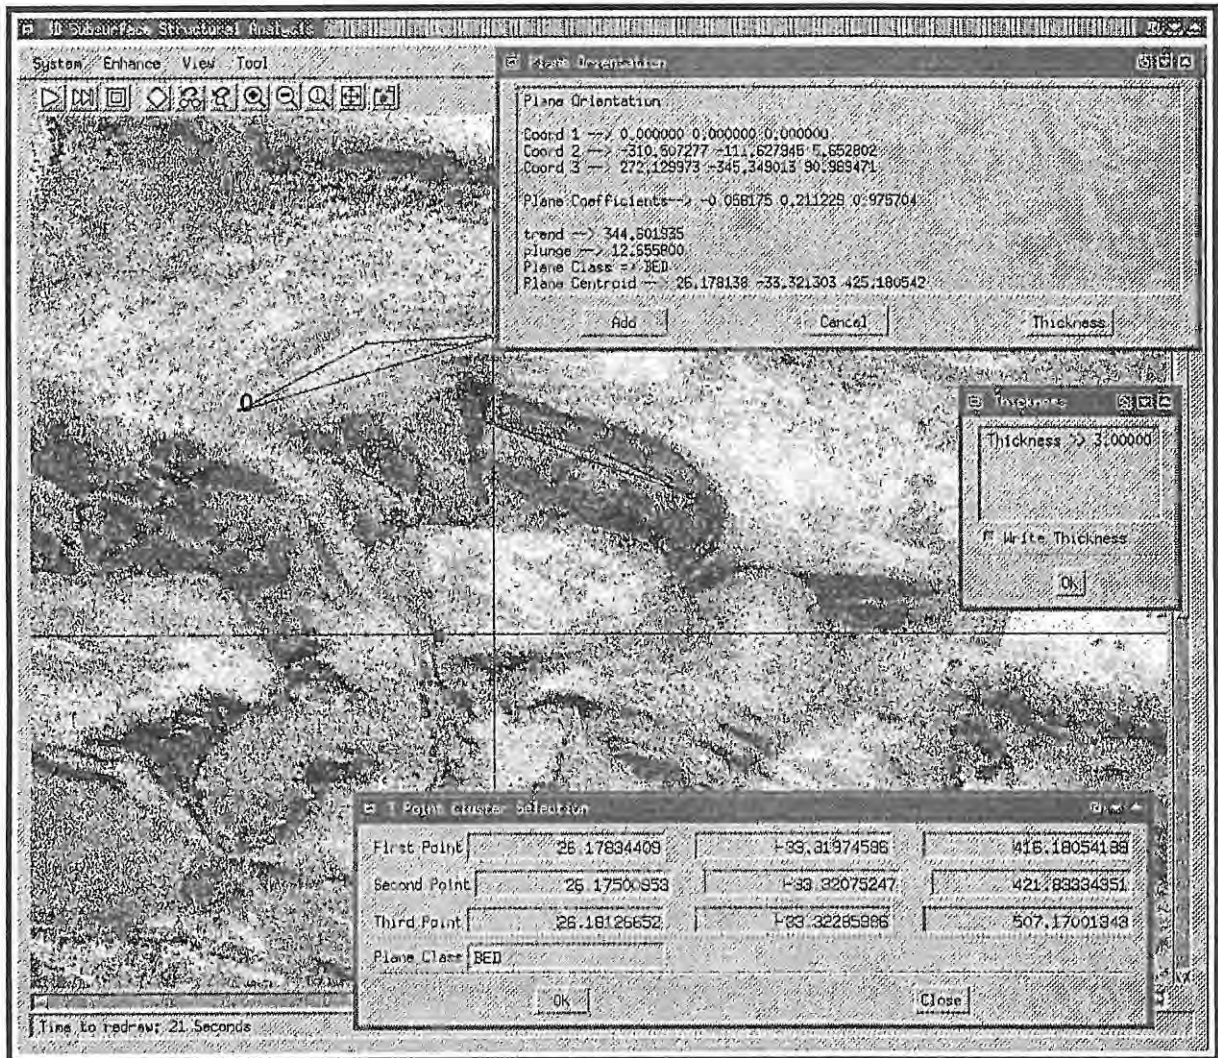 3D Subsurface Structural Analysis
System Enhance View Tool
Plane Orientation
Plane Orientation
Coord 1 --> 0.000000 0.000000 0.000000
Coord 2 --> -310.607277 -111.627945 5.652802
Coord 3 --> 272.129973 -345.349013 90.989471
Plane Coefficients--> -0.058175 0.211229 0.975704
trend --> 344.601935
plunge --> 12.655800
Plane Class => BED
Plane Centroid --> 26.178138 -33.321303 425.180542
Add Cancel Thickness
0
Thickness
Thickness >> 3.00000
Write Thickness
Ok
3 Point cluster Selection
First Point 26.17834409 -33.31974596 416.18054188
Second Point 26.17500953 -33.32075247 421.83334351
Third Point 26.18126652 -33.32285986 507.17001343
Plane Class BED
Ok Close
Time to redraw: 21 Seconds